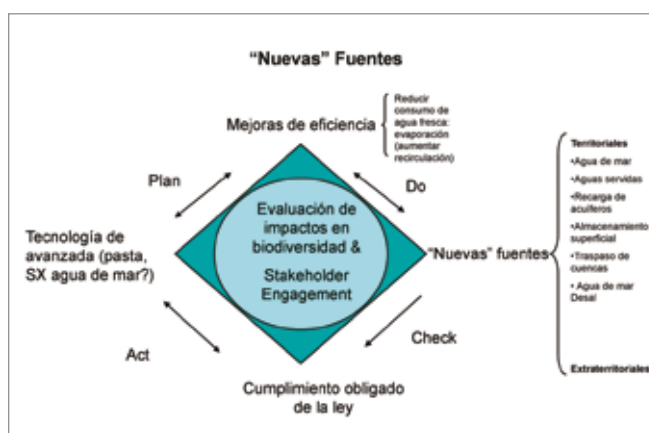 “Nuevas” Fuentes
Mejoras de eficiencia
Reducir
consumo de
agua fresca:
evaporación
(aumentar
recirculación)
Plan
Do
Evaluación de
impactos en
biodiversidad &
Stakeholder
Engagement
Tecnología de
avanzada (pasta,
SX agua de mar?)
“Nuevas” fuentes
Territoriales
•Agua de mar
•Aguas servidas
•Recarga de
acuíferos
•Almacenamiento
superficial
•Traspaso de
cuencas
• Agua de mar
Desal
Extraterritoriales
Act
Check
Cumplimiento obligado
de la ley